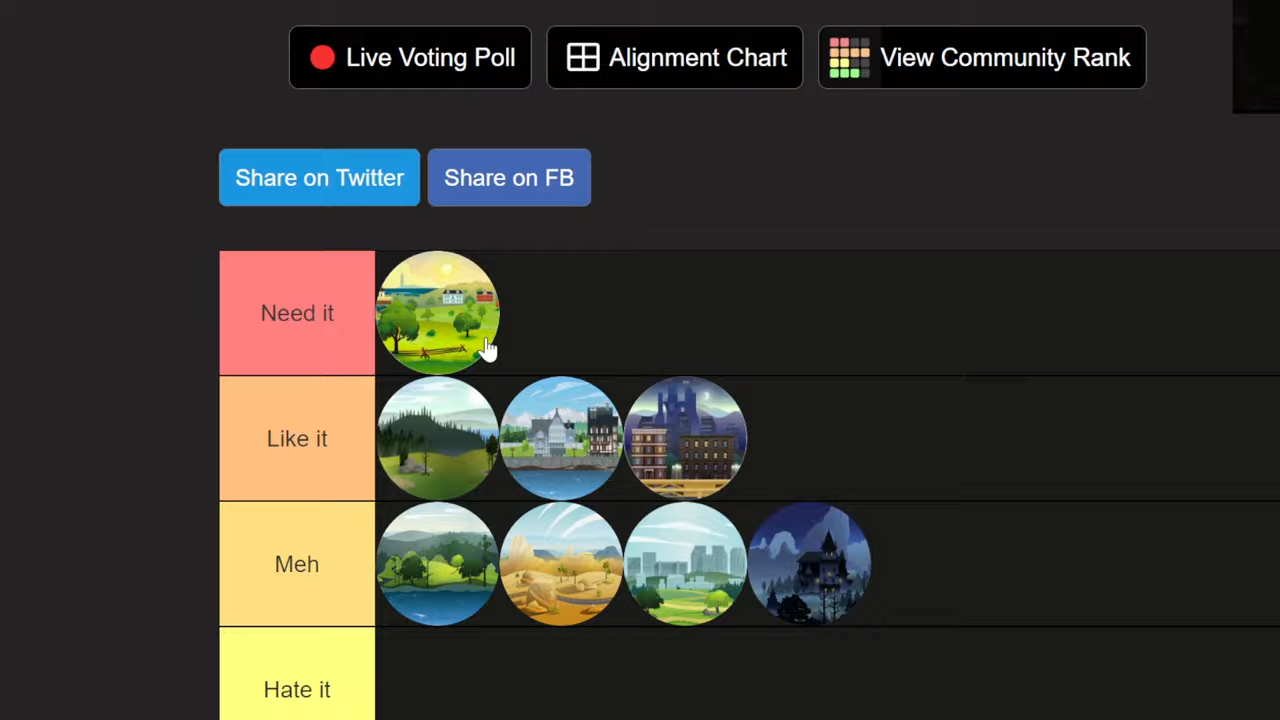 Live Voting Poll
Alignment Chart
View Community Rank
Share on Twitter
Share on FB
Need it
Like it
Meh
Hate it